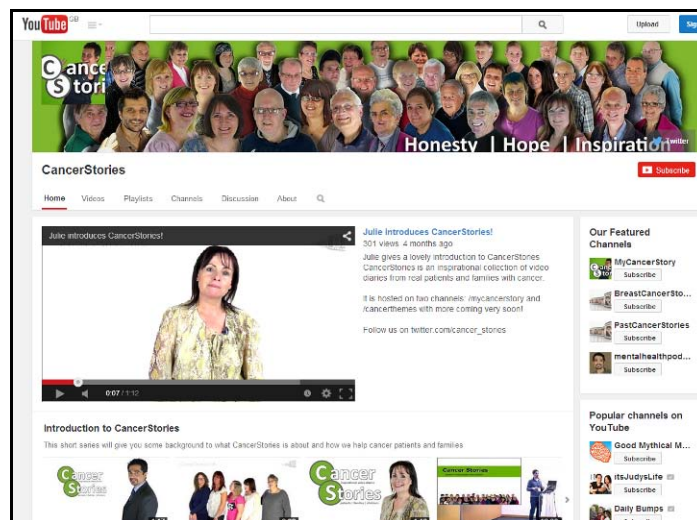 YouTube GB
Upload
Sig
Cancer
Stories
Honesty | Hope | Inspiration
Twitter
CancerStories
Subscribe
Home Videos Playlists Channels Discussion About
Julie introduces CancerStories!
0:07 / 1:12
Julie introduces CancerStories!
301 views 4 months ago
Julie gives a lovely introduction to CancerStories
CancerStories is an inspirational collection of video
diaries from real patients and families with cancer.
It is hosted on two channels: /mycancerstory and
/cancerthemes with more coming very soon!
Follow us on twitter.com/cancer_stories
Our Featured
Channels
MyCancerStory
Subscribe
BreastCancerSto...
Subscribe
PastCancerStories
Subscribe
mentalhealthpod...
Subscribe
Introduction to CancerStories
This short series will give you some background to what CancerStories is about and how we help cancer patients and families
Cancer
Stories
Cancer
Stories
Cancer Stories
Popular channels on
YouTube
Good Mythical M...
Subscribe
itsJudysLife
Subscribe
Daily Bumps